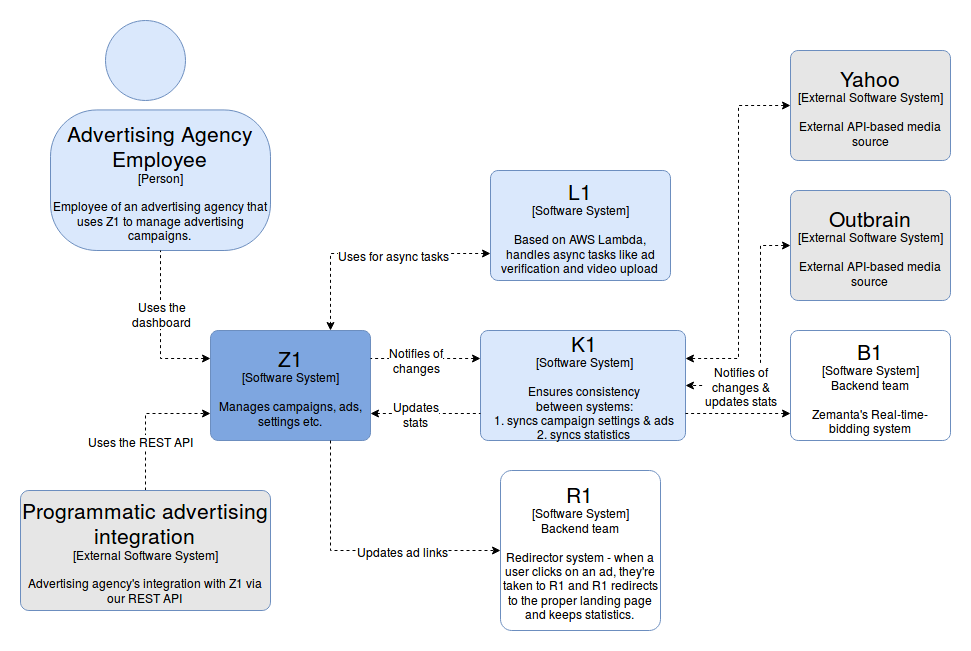 Advertising Agency
Employee
[Person]
Employee of an advertising agency that
uses Z1 to manage advertising
campaigns.
Uses the
dashboard
Yahoo
[External Software System]
External API-based media
source
L1
[Software System]
Based on AWS Lambda,
handles async tasks like ad
verification and video upload
Outbrain
[External Software System]
External API-based media
source
Uses for async tasks
Z1
[Software System]
Manages campaigns, ads,
settings etc.
Notifies of
changes
Updates
stats
K1
[Software System]
Ensures consistency
between systems:
1. syncs campaign settings & ads
2. syncs statistics
Notifies of
changes &
updates stats
B1
[Software System]
Backend team
Zemanta's Real-time-
bidding system
Uses the REST API
Programmatic advertising
integration
[External Software System]
Advertising agency's integration with Z1 via
our REST API
Updates ad links
R1
[Software System]
Backend team
Redirector system - when a
user clicks on an ad, they're
taken to R1 and R1 redirects
to the proper landing page
and keeps statistics.